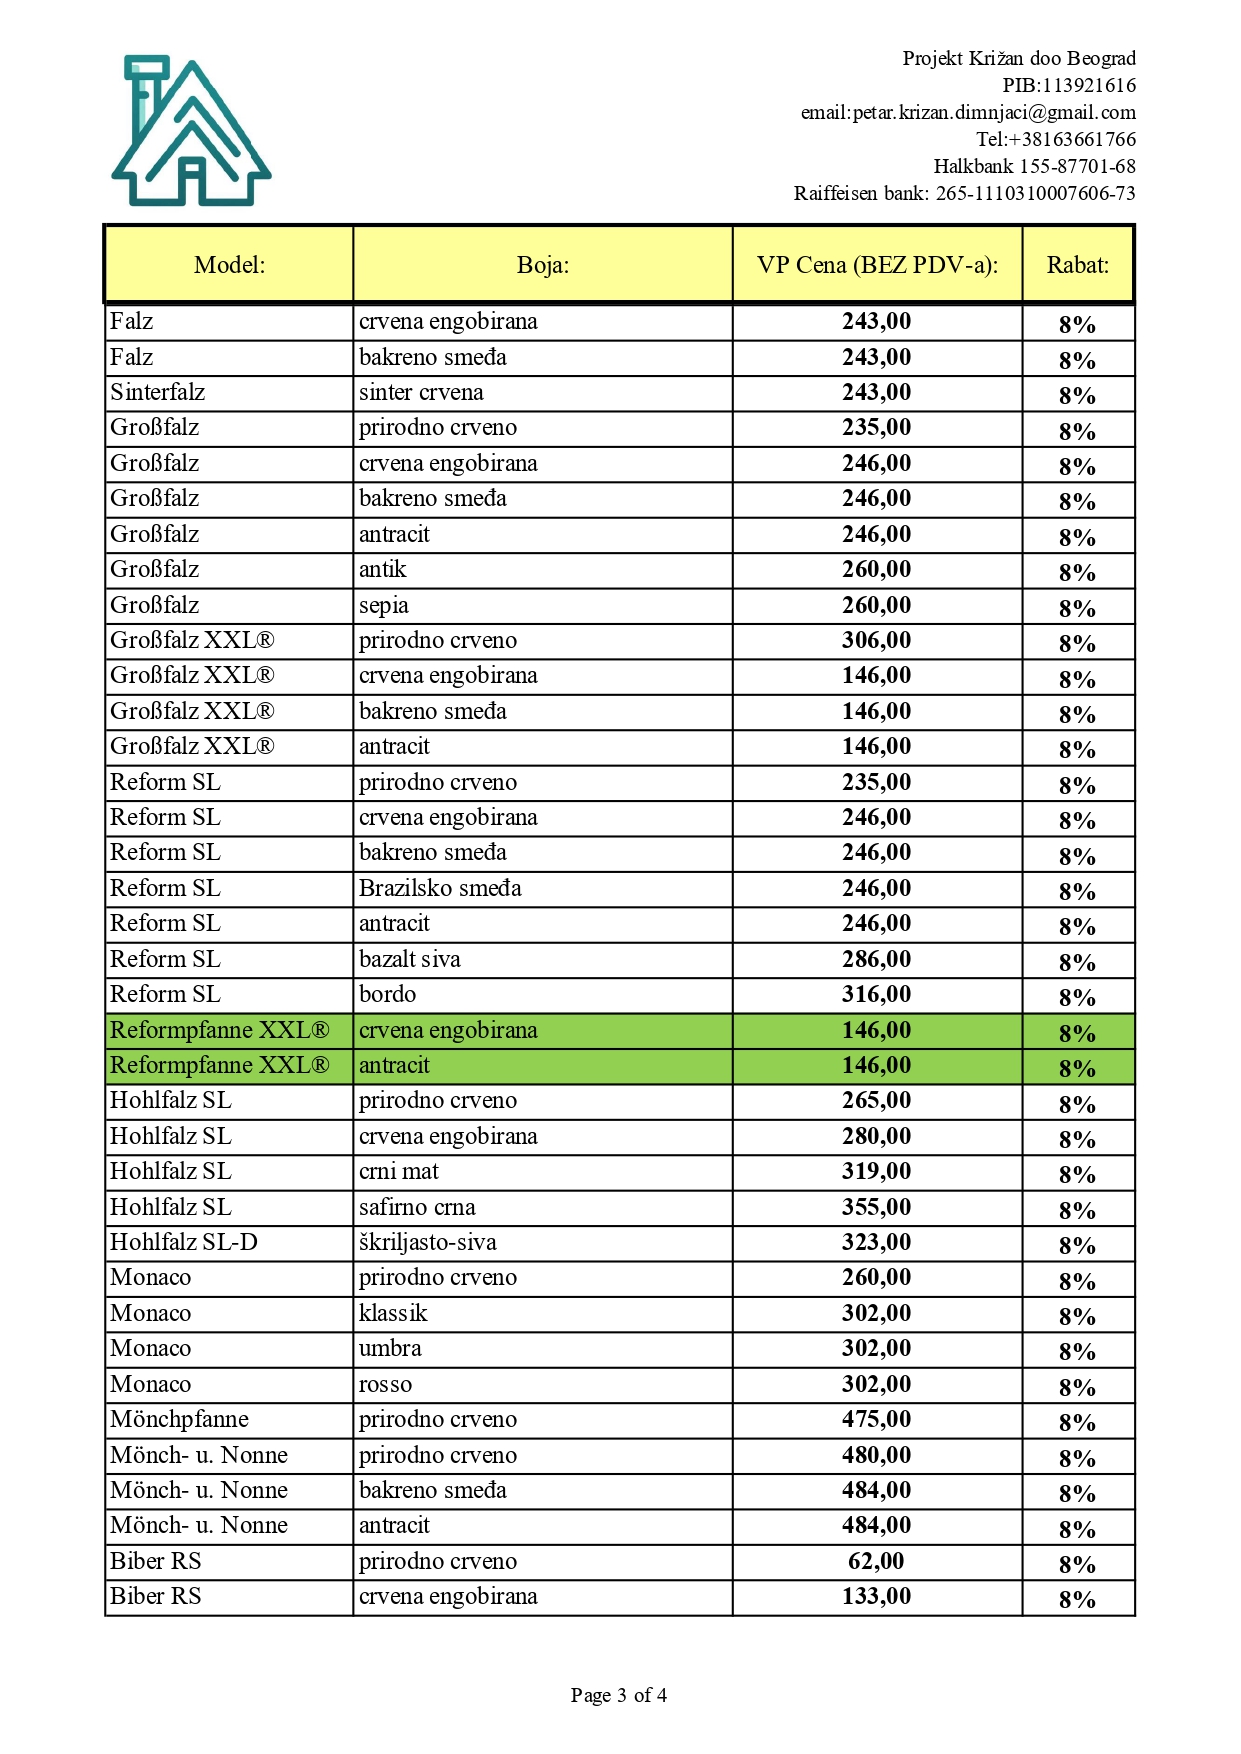 Projekt Križan doo Beograd
PIB:113921616
email:petar.krizan.dimnjaci@gmail.com
Tel:+38163661766
Halkbank 155-87701-68
Raiffeisen bank: 265-1110310007606-73
Model: Boja: VP Cena (BEZ PDV-a): Rabat:
Falz crvena engobirana 243,00 8%
Falz bakreno smeđa 243,00 8%
Sinterfalz sinter crvena 243,00 8%
Großfalz prirodno crveno 235,00 8%
Großfalz crvena engobirana 246,00 8%
Großfalz bakreno smeđa 246,00 8%
Großfalz antracit 246,00 8%
Großfalz antik 260,00 8%
Großfalz sepia 260,00 8%
Großfalz XXL® prirodno crveno 306,00 8%
Großfalz XXL® crvena engobirana 146,00 8%
Großfalz XXL® bakreno smeđa 146,00 8%
Großfalz XXL® antracit 146,00 8%
Reform SL prirodno crveno 235,00 8%
Reform SL crvena engobirana 246,00 8%
Reform SL bakreno smeđa 246,00 8%
Reform SL Brazilsko smeđa 246,00 8%
Reform SL antracit 246,00 8%
Reform SL bazalt siva 286,00 8%
Reform SL bordo 316,00 8%
Reformpfanne XXL® crvena engobirana 146,00 8%
Reformpfanne XXL® antracit 146,00 8%
Hohlfalz SL prirodno crveno 265,00 8%
Hohlfalz SL crvena engobirana 280,00 8%
Hohlfalz SL crni mat 319,00 8%
Hohlfalz SL safirno crna 355,00 8%
Hohlfalz SL-D škriljasto-siva 323,00 8%
Monaco prirodno crveno 260,00 8%
Monaco klassik 302,00 8%
Monaco umbra 302,00 8%
Monaco rosso 302,00 8%
Mönchpfanne prirodno crveno 475,00 8%
Mönch- u. Nonne prirodno crveno 480,00 8%
Mönch- u. Nonne bakreno smeđa 484,00 8%
Mönch- u. Nonne antracit 484,00 8%
Biber RS prirodno crveno 62,00 8%
Biber RS crvena engobirana 133,00 8%
Page 3 of 4